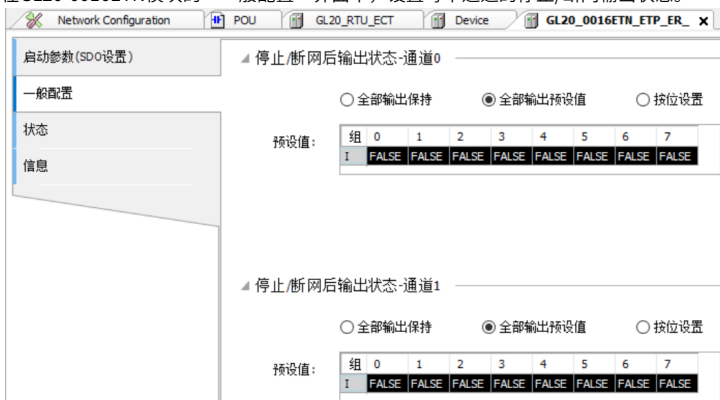 Network Configuration POU GL20_RTU_ECT Device GL20_0016ETN_ETP_ER_
启动参数(SDO设置)
一般配置
状态
信息
停止/断网后输出状态-通道0
全部输出保持 全部输出预设值 按位设置
预设值:
组 0 1 2 3 4 5 6 7
I FALSE FALSE FALSE FALSE FALSE FALSE FALSE FALSE
停止/断网后输出状态-通道1
全部输出保持 全部输出预设值 按位设置
预设值:
组 0 1 2 3 4 5 6 7
I FALSE FALSE FALSE FALSE FALSE FALSE FALSE FALSE